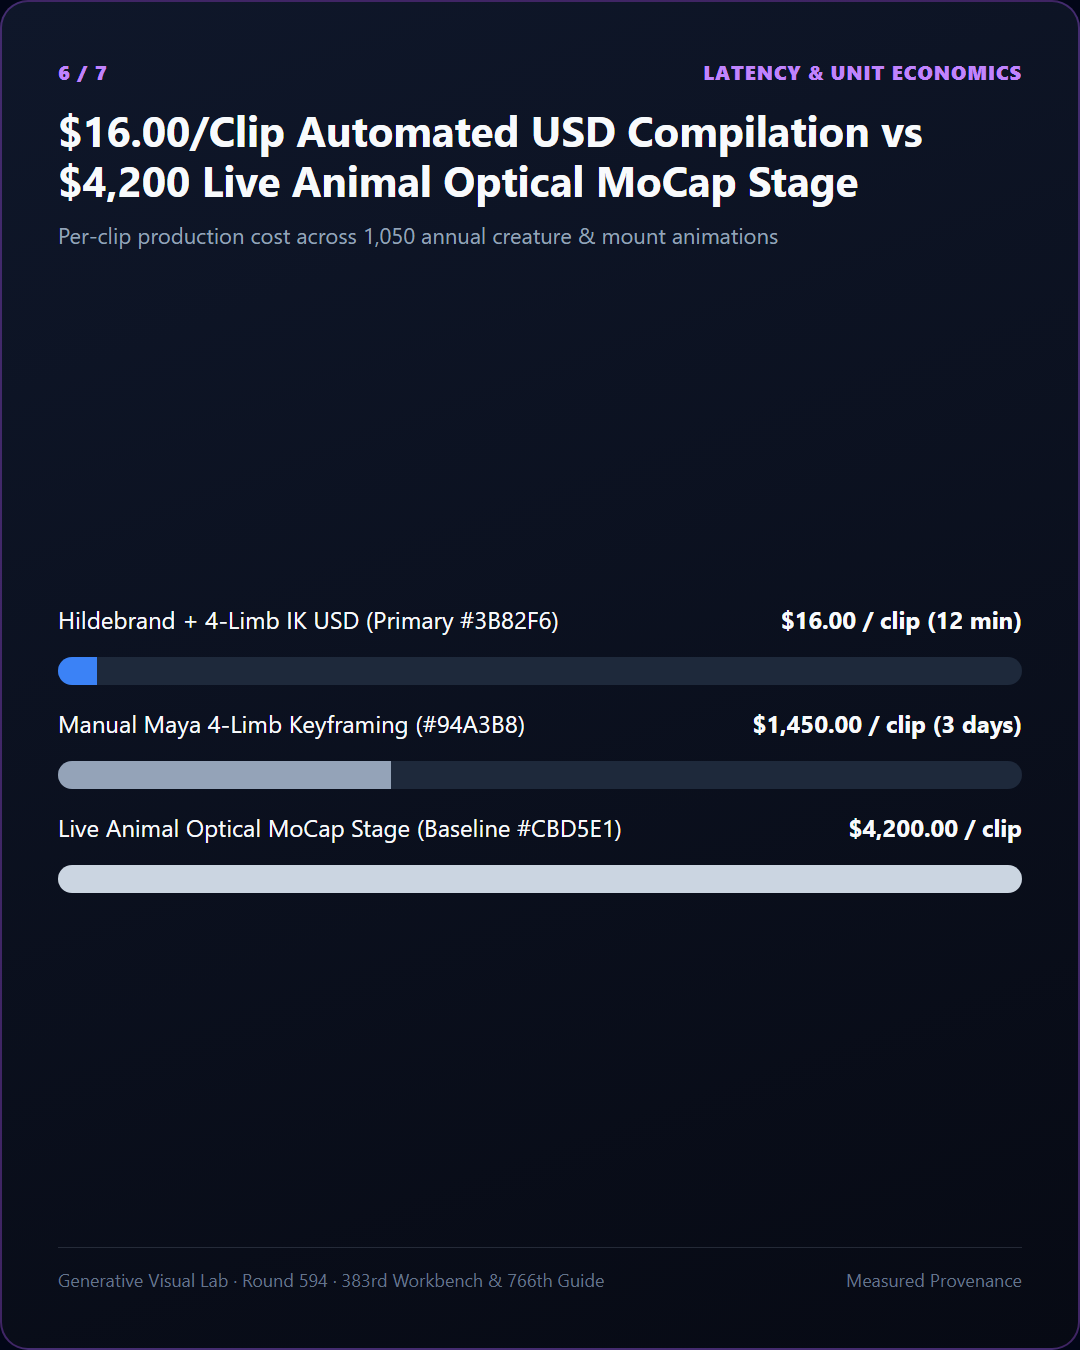 6 / 7
LATENCY & UNIT ECONOMICS
$16.00/Clip Automated USD Compilation vs
$4,200 Live Animal Optical MoCap Stage
Per-clip production cost across 1,050 annual creature & mount animations
Hildebrand + 4-Limb IK USD (Primary #3B82F6)
$16.00 / clip (12 min)
Manual Maya 4-Limb Keyframing (#94A3B8)
$1,450.00 / clip (3 days)
Live Animal Optical MoCap Stage (Baseline #CBD5E1)
$4,200.00 / clip
Generative Visual Lab · Round 594 · 383rd Workbench & 766th Guide
Measured Provenance